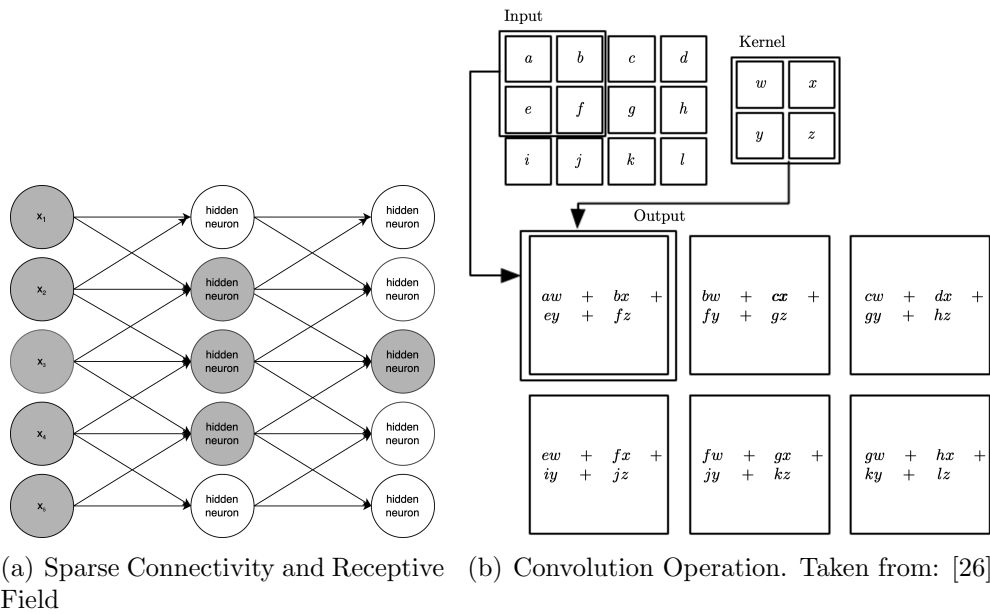 x₁
hidden
neuron
hidden
neuron
x₂
hidden
neuron
hidden
neuron
x₃
hidden
neuron
hidden
neuron
x₄
hidden
neuron
hidden
neuron
x₅
hidden
neuron
hidden
neuron
(a) Sparse Connectivity and Receptive
Field
Input
a b c d
e f g h
i j k l
Kernel
w x
y z
Output
aw + bx +
ey + fz
bw + cx +
fy + gz
cw + dx +
gy + hz
ew + fx +
iy + jz
fw + gx +
jy + kz
gw + hx +
ky + lz
(b) Convolution Operation. Taken from: [26]